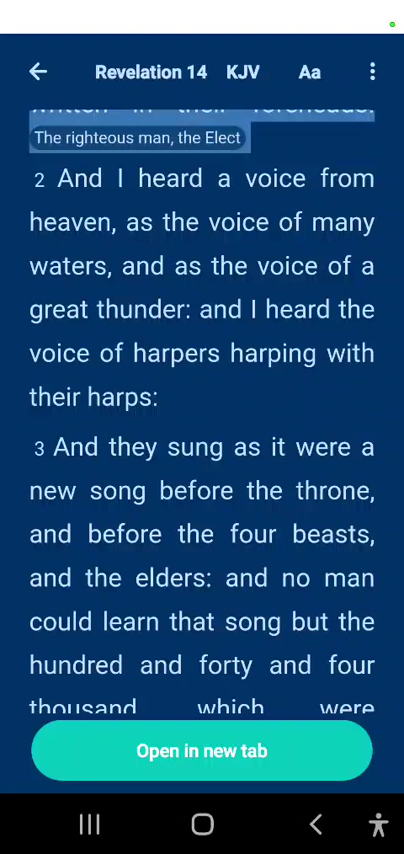 Revelation 14 KJV Aa
written in their foreheads.
The righteous man, the Elect
2 And I heard a voice from
heaven, as the voice of many
waters, and as the voice of a
great thunder: and I heard the
voice of harpers harping with
their harps:
3 And they sung as it were a
new song before the throne,
and before the four beasts,
and the elders: and no man
could learn that song but the
hundred and forty and four
thousand which were
Open in new tab